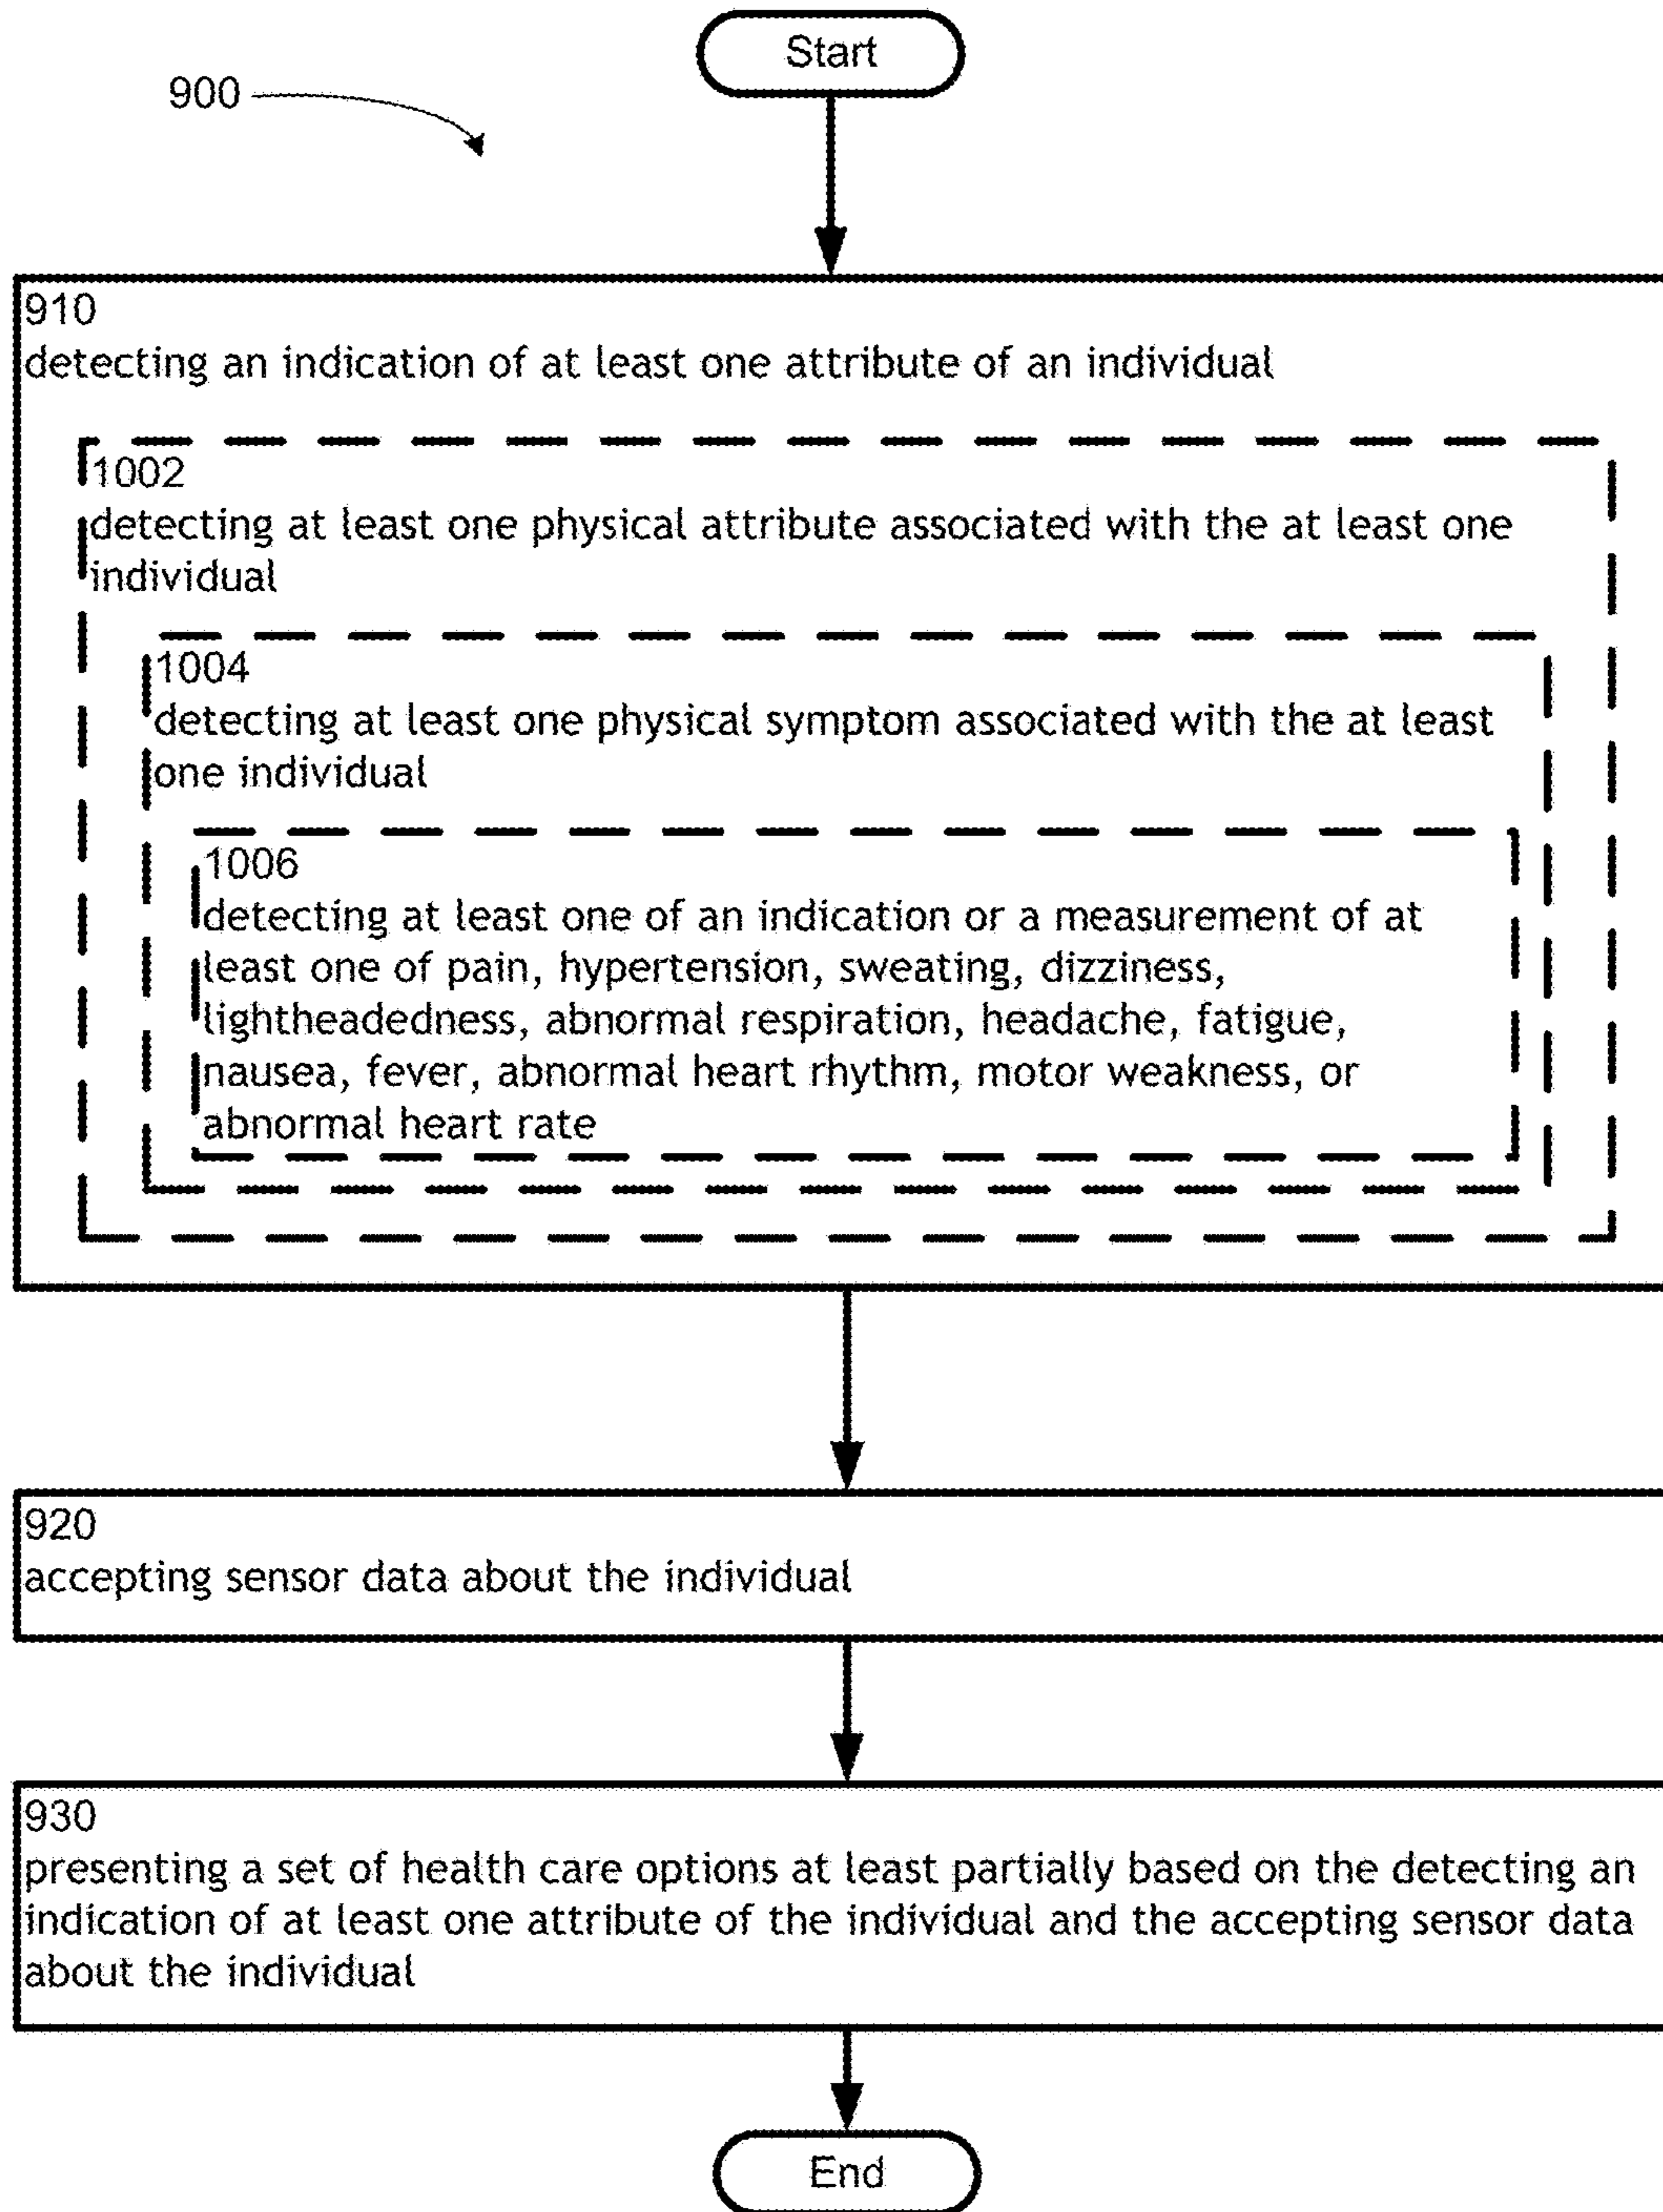 Start
900
910
detecting an indication of at least one attribute of an individual
1002
detecting at least one physical attribute associated with the at least one
individual
1004
detecting at least one physical symptom associated with the at least
one individual
1006
detecting at least one of an indication or a measurement of at
least one of pain, hypertension, sweating, dizziness,
lightheadedness, abnormal respiration, headache, fatigue,
nausea, fever, abnormal heart rhythm, motor weakness, or
abnormal heart rate
920
accepting sensor data about the individual
930
presenting a set of health care options at least partially based on the detecting an
indication of at least one attribute of the individual and the accepting sensor data
about the individual
End